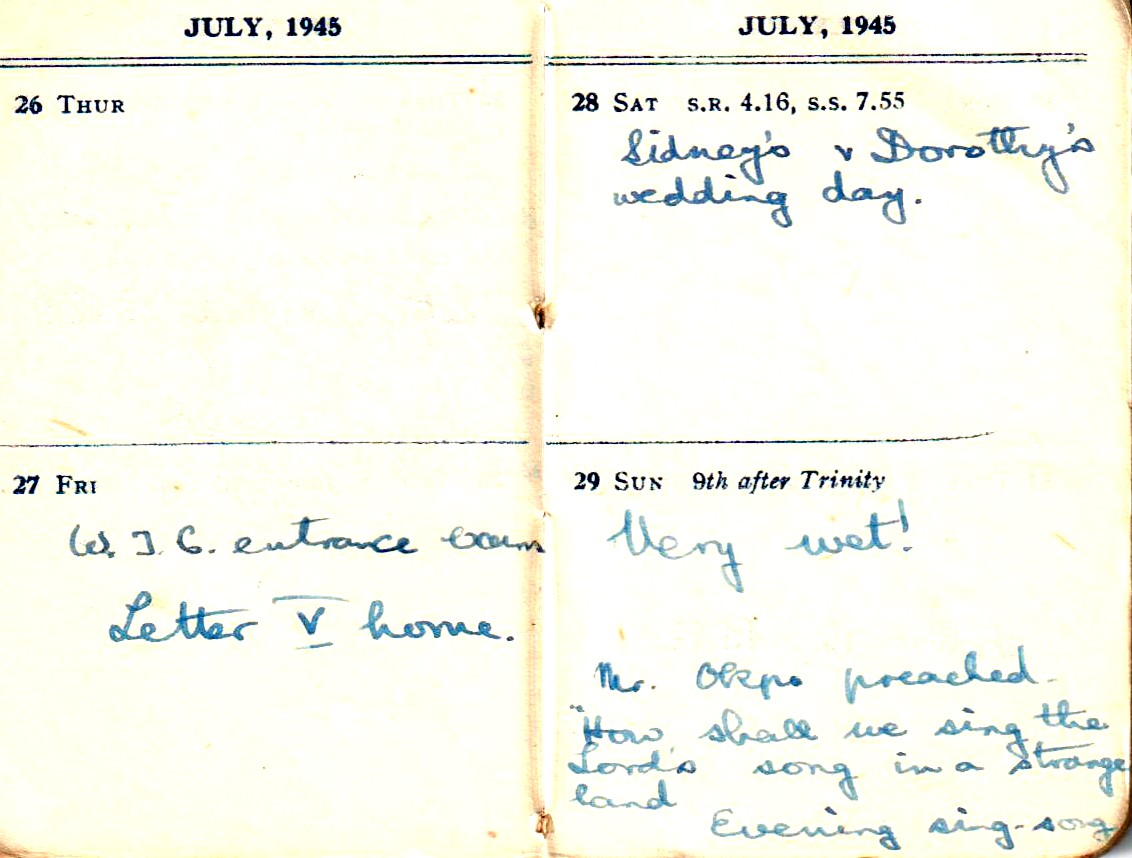 JULY, 1945
26 THUR
27 FRI
W. J. C. entrance exam
Letter V home.
JULY, 1945
28 SAT S.R. 4.16, S.S. 7.55
Sidney's v Dorothy's
wedding day.
29 SUN 9th after Trinity
Very wet!
Mr. Okpo preached.
"How shall we sing the
Lord's song in a strange
land
Evening sing-song